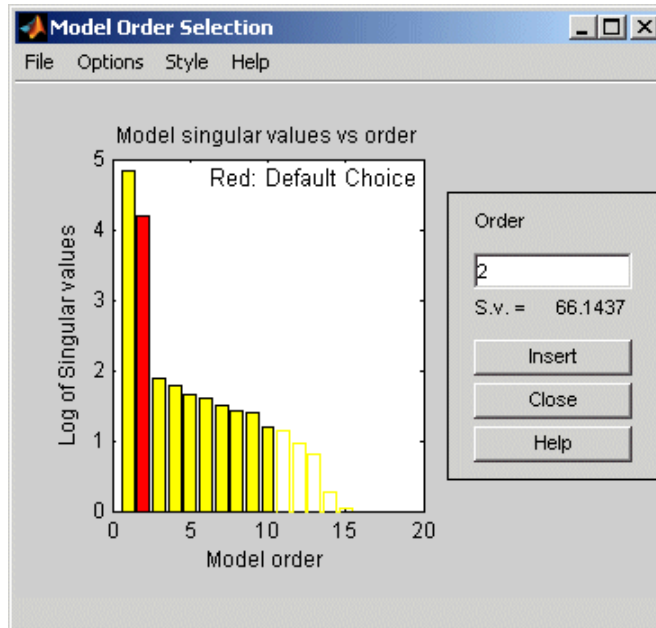 Model Order Selection
File Options Style Help
Model singular values vs order
Red: Default Choice
Log of Singular values
5
4
3
2
1
0
0 5 10 15 20
Model order
Order
2
S.v. = 66.1437
Insert
Close
Help